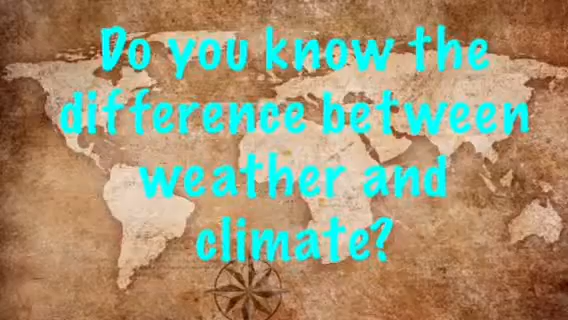 Do you know the
difference between
weather and
climate?